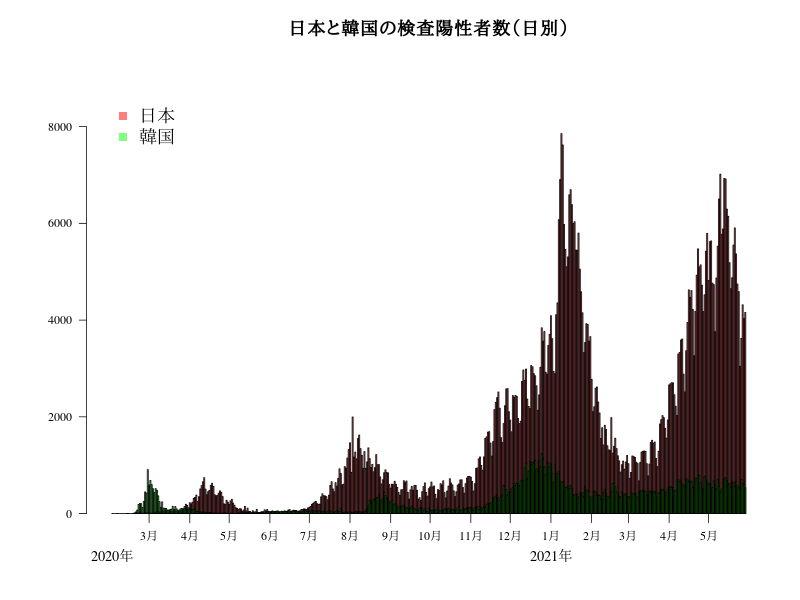 日本と韓国の検査陽性者数（日別）
日本
韓国
8000
6000
4000
2000
0
3月 4月 5月 6月 7月 8月 9月 10月 11月 12月 1月 2月 3月 4月 5月
2020年 2021年